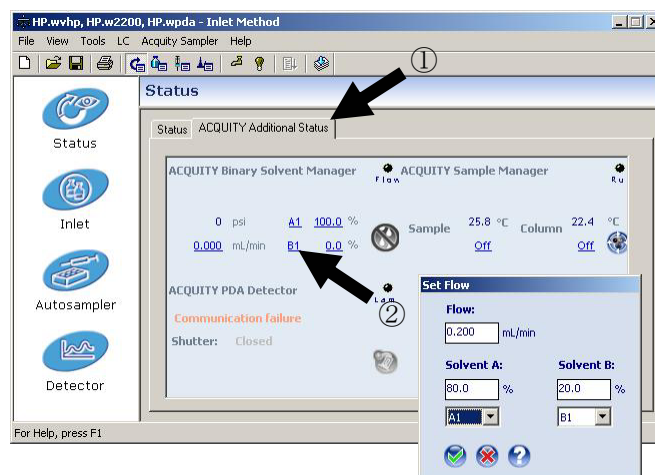 HP.wvhp, HP.w2200, HP.wpda - Inlet Method
File View Tools LC Acquity Sampler Help
①
Status
Status ACQUITY Additional Status
Status
Inlet
Autosampler
Detector
ACQUITY Binary Solvent Manager Flow ACQUITY Sample Manager Ru
0 psi A1 100.0 % Sample 25.8 °C Column 22.4 °C
0.000 mL/min B1 0.0 % Off Off
②
ACQUITY PDA Detector Lam
Communication failure
Shutter: Closed
Set Flow
Flow:
0.200 mL/min
Solvent A: Solvent B:
80.0 % 20.0 %
A1 B1
?
For Help, press F1